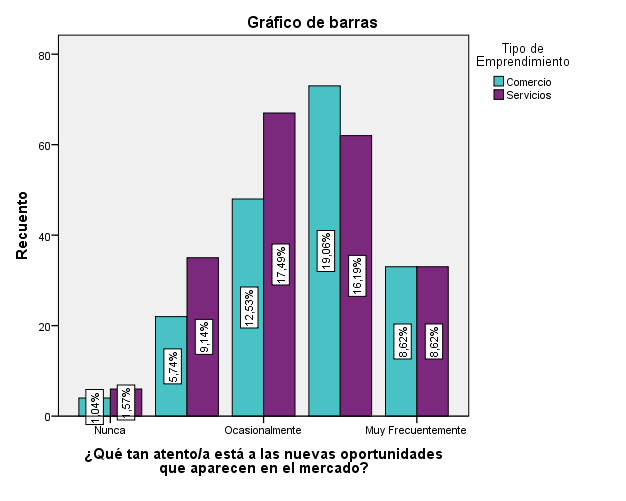 Gráfico de barras
Tipo de
Emprendimiento
Comercio
Servicios
Recuento
80
60
40
20
0
1,04%
1,57%
5,74%
9,14%
12,53%
17,49%
19,06%
16,19%
8,62%
8,62%
Nunca
Ocasionalmente
Muy Frecuentemente
¿Qué tan atento/a está a las nuevas oportunidades
que aparecen en el mercado?